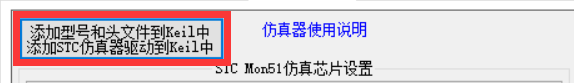 添加型号和头文件到Keil中
添加STC仿真器驱动到Keil中
仿真器使用说明
STC Mon51仿真芯片设置